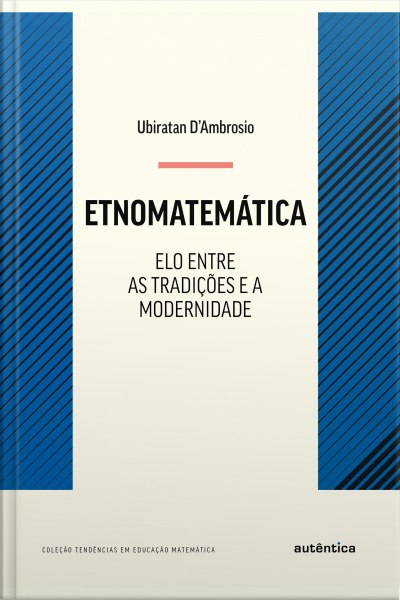 Ubiratan D'Ambrosio
ETNOMATEMÁTICA
ELO ENTRE
AS TRADIÇÕES E A
MODERNIDADE
COLEÇÃO TENDÊNCIAS EM EDUCAÇÃO MATEMÁTICA
autêntica